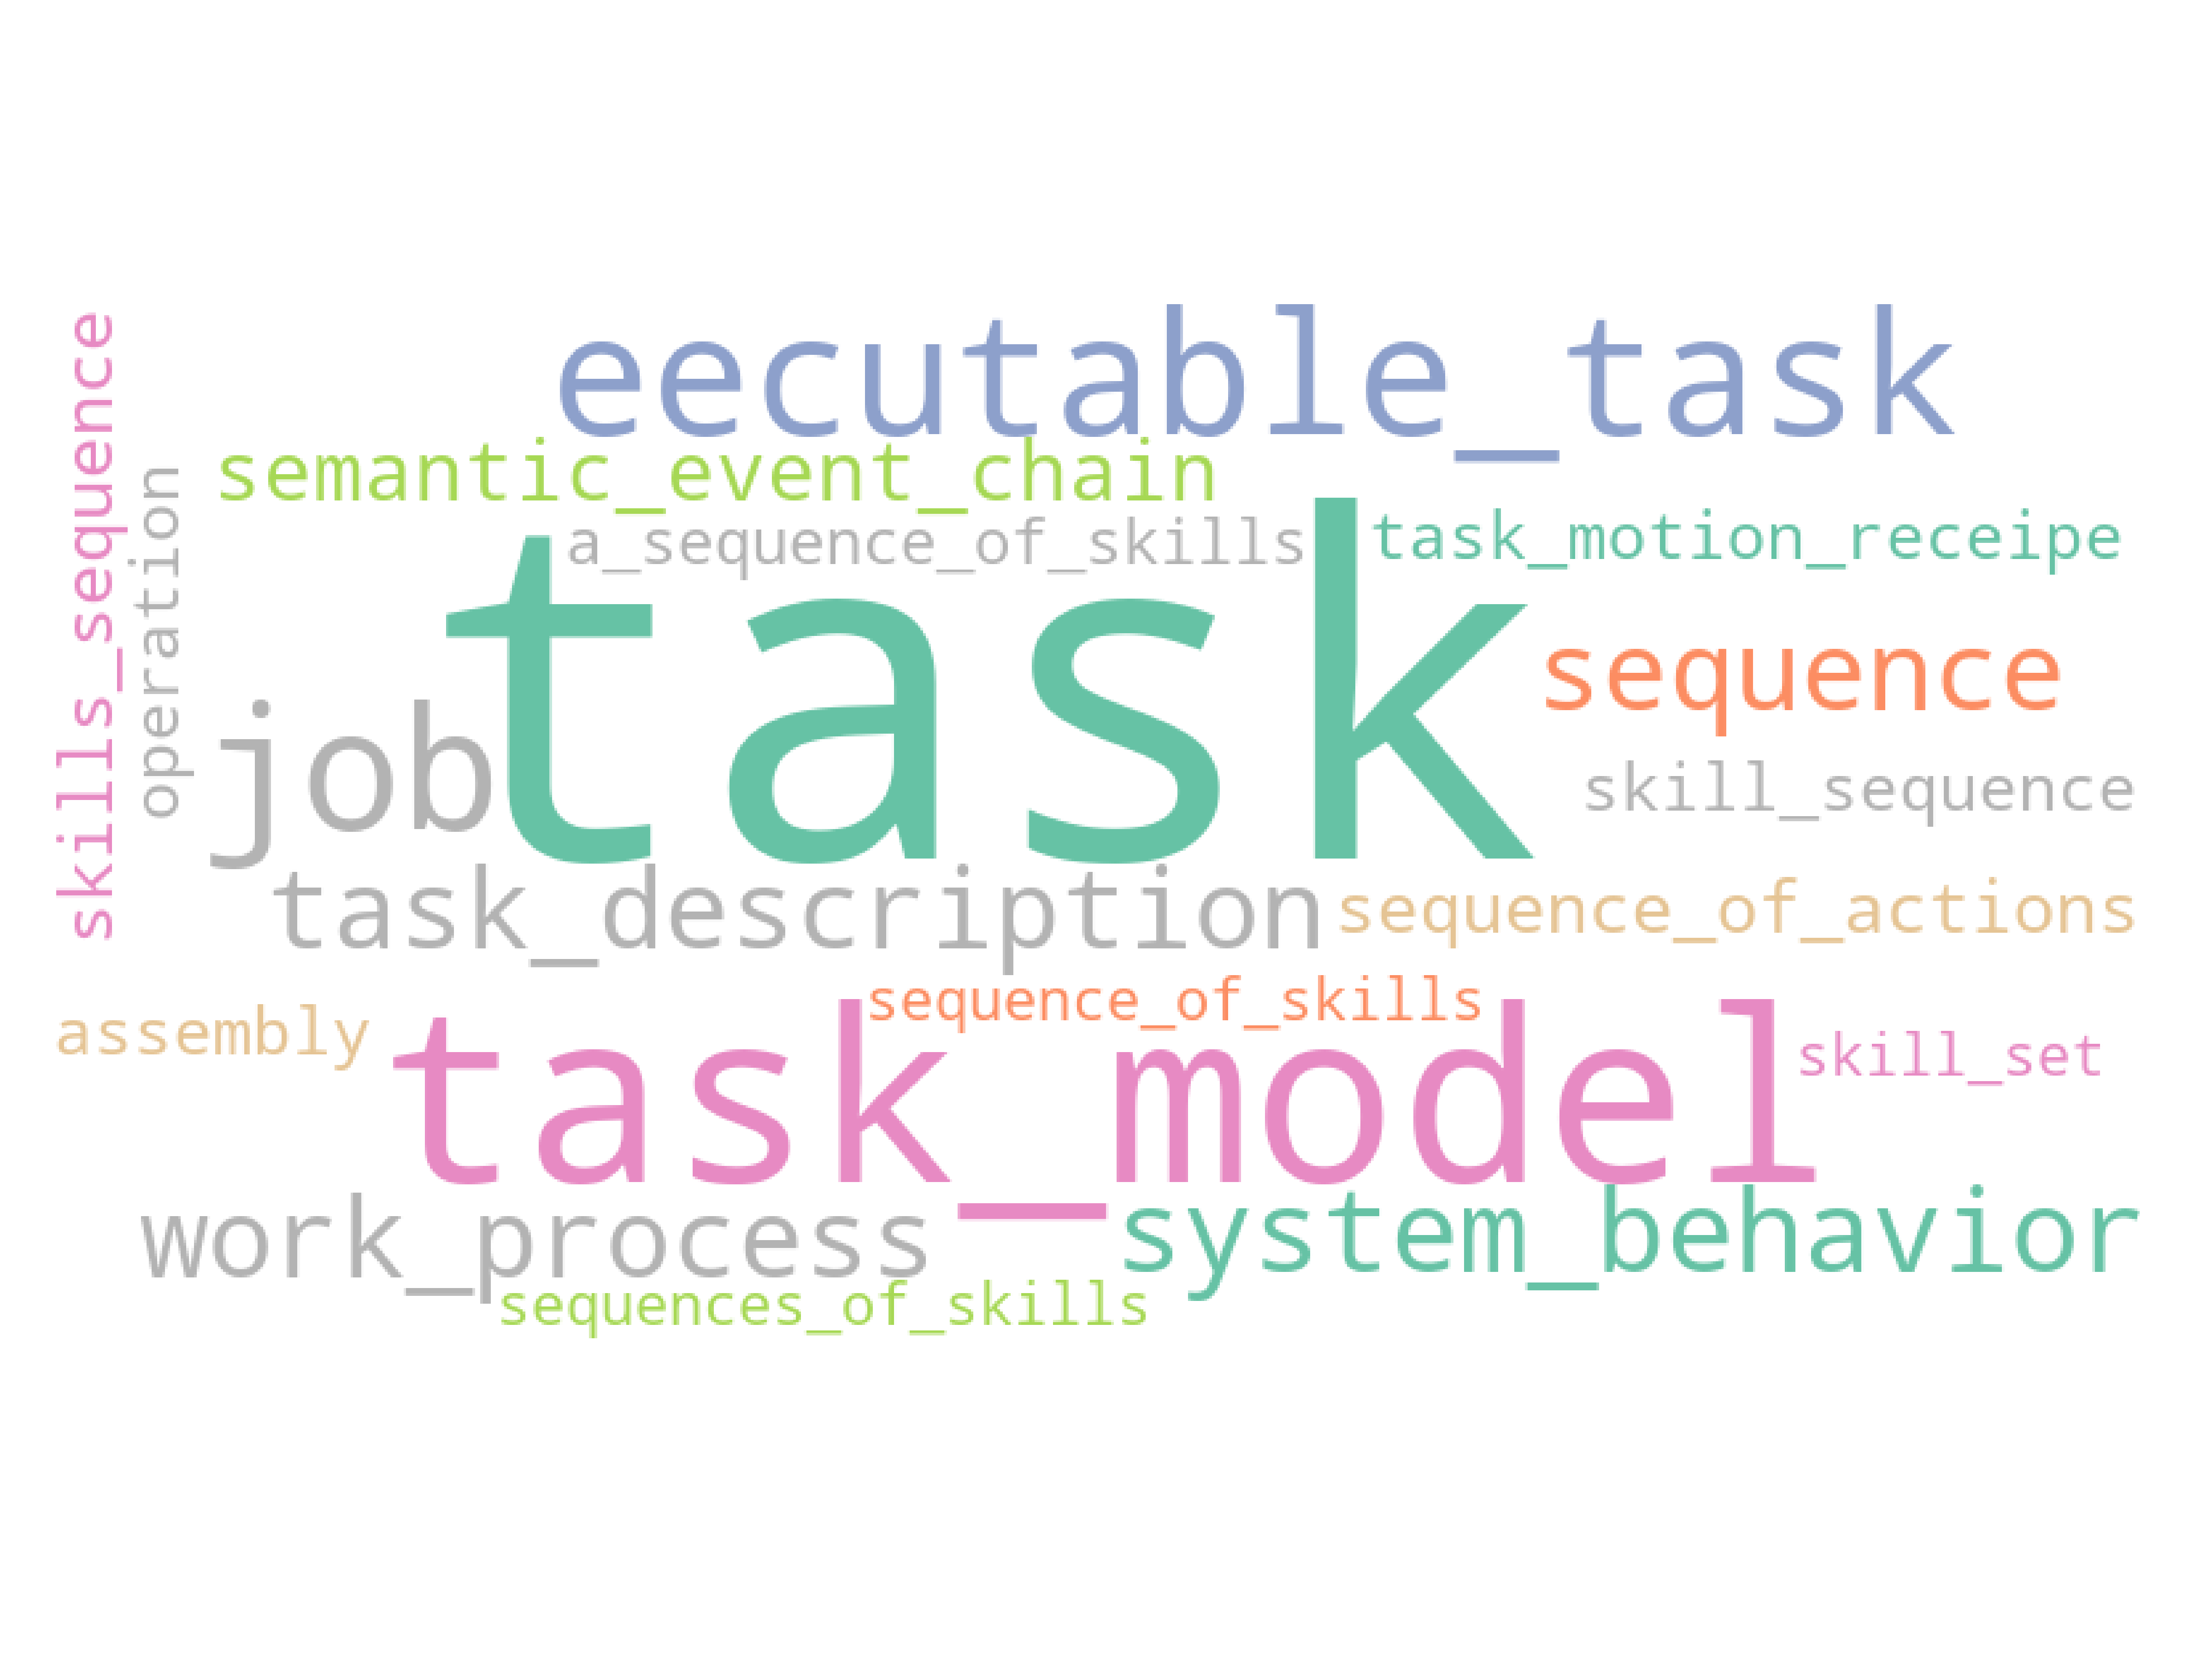 eecutable_task
semantic_event_chain
a_sequence_of_skills
task_motion_receipe
skills_sequence
operation
task
sequence
job
skill_sequence
task_description
sequence_of_actions
sequence_of_skills
assembly
task_model
skill_set
work_process
system_behavior
sequences_of_skills